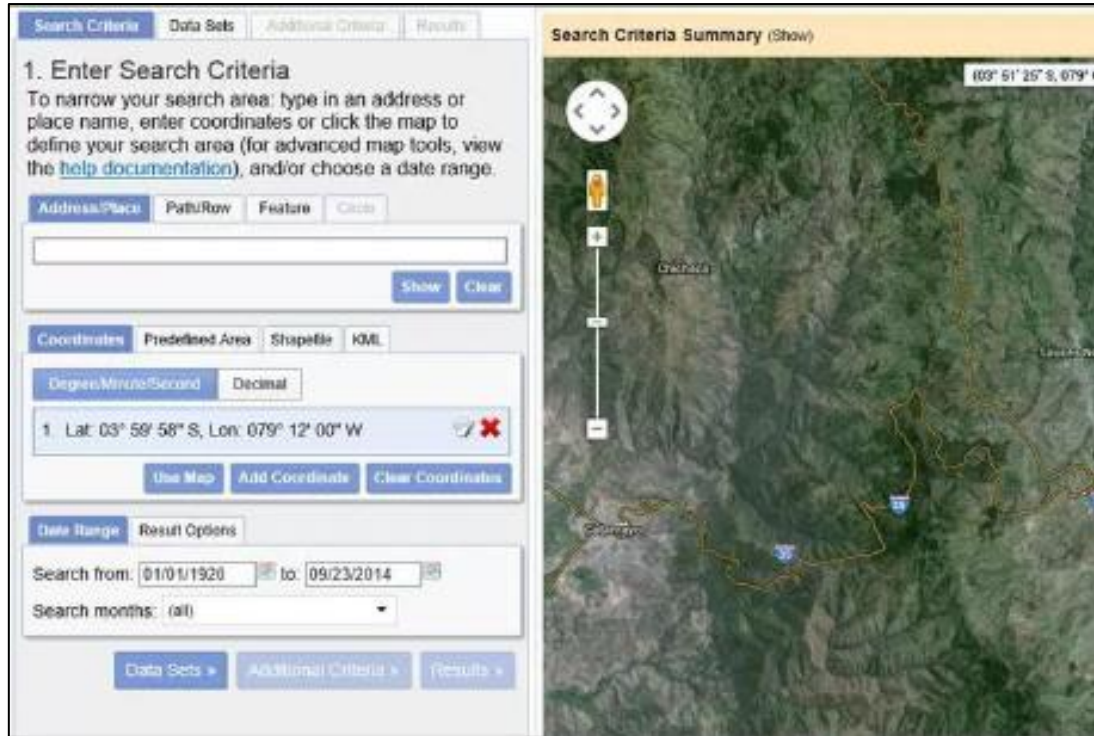 Search Criteria Data Sets Additional Criteria Results
1. Enter Search Criteria
To narrow your search area: type in an address or
place name, enter coordinates or click the map to
define your search area (for advanced map tools, view
the help documentation), and/or choose a date range.
Address/Place Path/Row Feature Circle
Show Clear
Coordinates Predefined Area Shapefile KML
Degree/Minute/Second Decimal
1 Lat: 03° 59' 58" S, Lon: 079° 12' 00" W
Use Map Add Coordinate Clear Coordinates
Date Range Result Options
Search from: 01/01/1920 to: 09/23/2014
Search months: (all)
Data Sets » Additional Criteria » Results »
Search Criteria Summary (Show)
(03° 51' 25" S, 079°
Catamayo
35
35